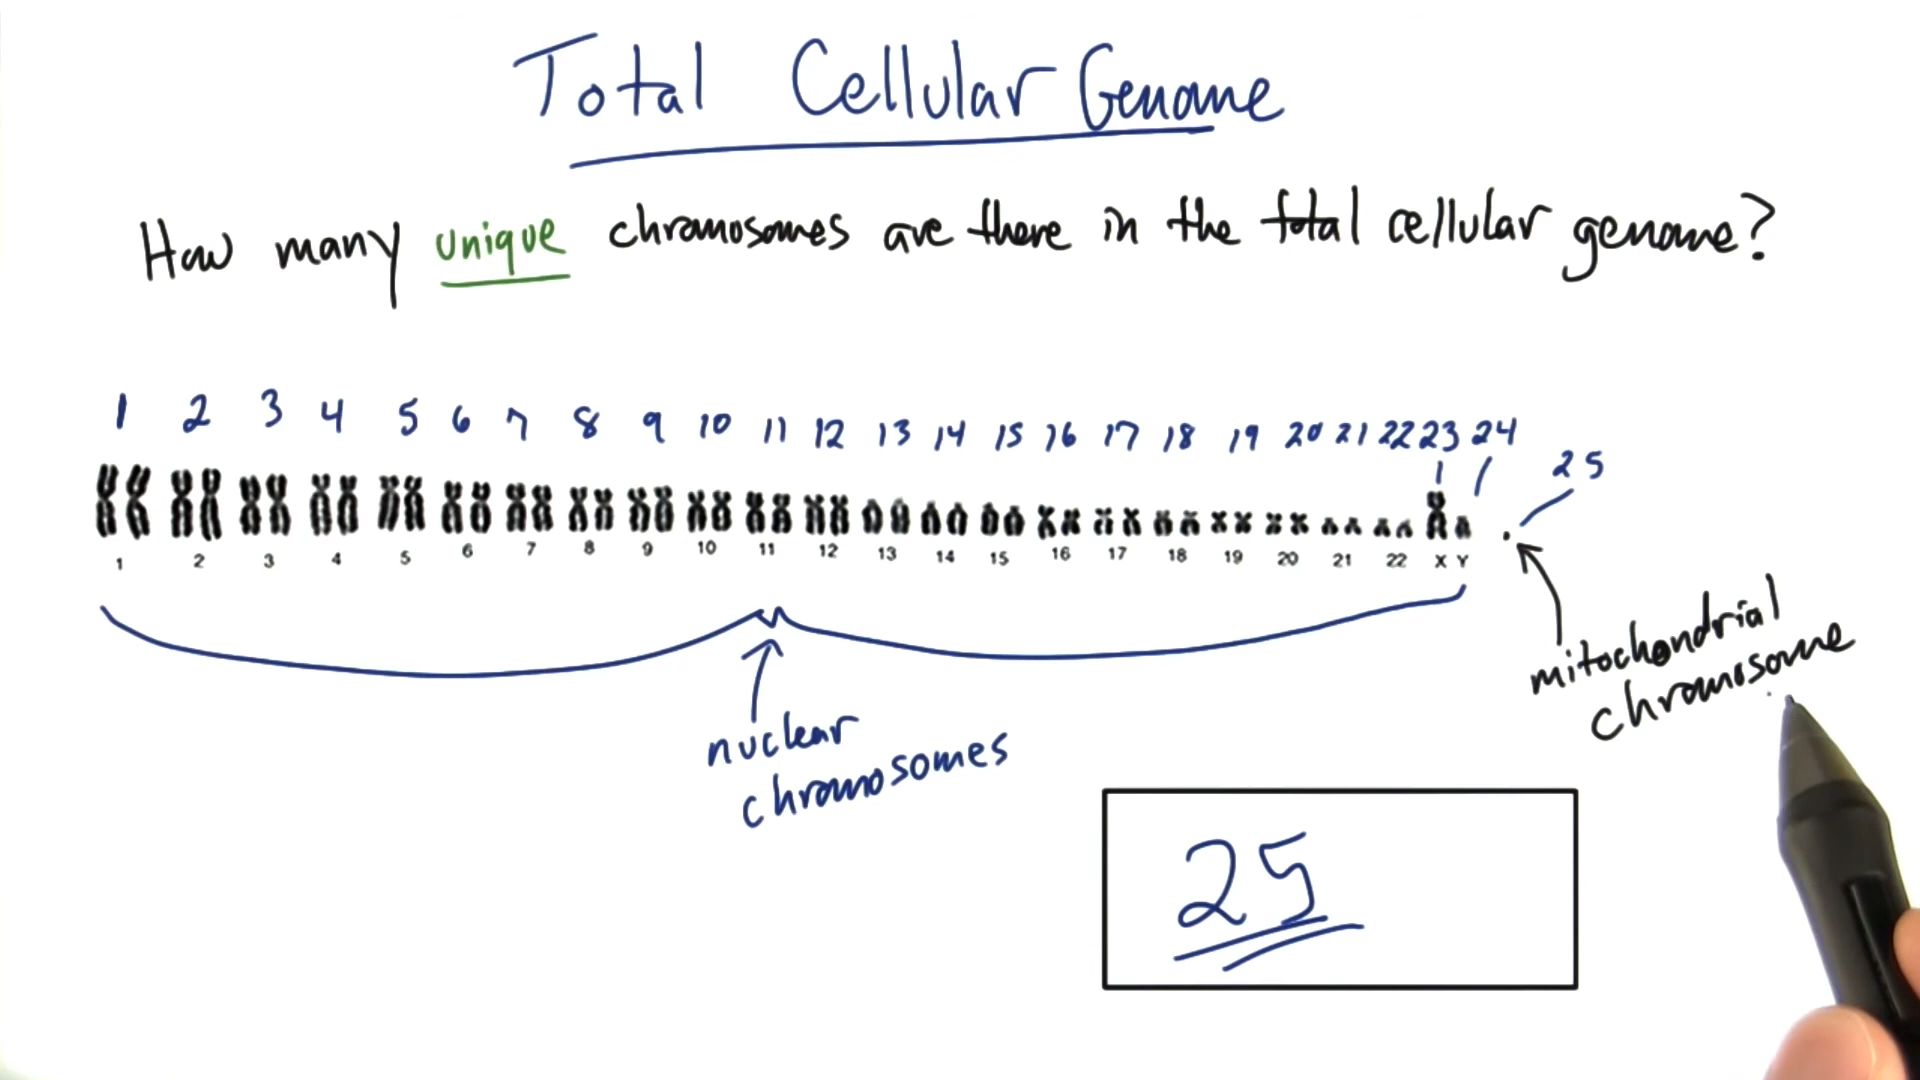 Total Cellular Genome
How many unique chromosomes are there in the total cellular genome?
1 2 3 4 5 6 7 8 9 10 11 12 13 14 15 16 17 18 19 20 21 22 23 24
25
1 2 3 4 5 6 7 8 9 10 11 12 13 14 15 16 17 18 19 20 21 22 X Y
mitochondrial
chromosome
nuclear
chromosomes
25